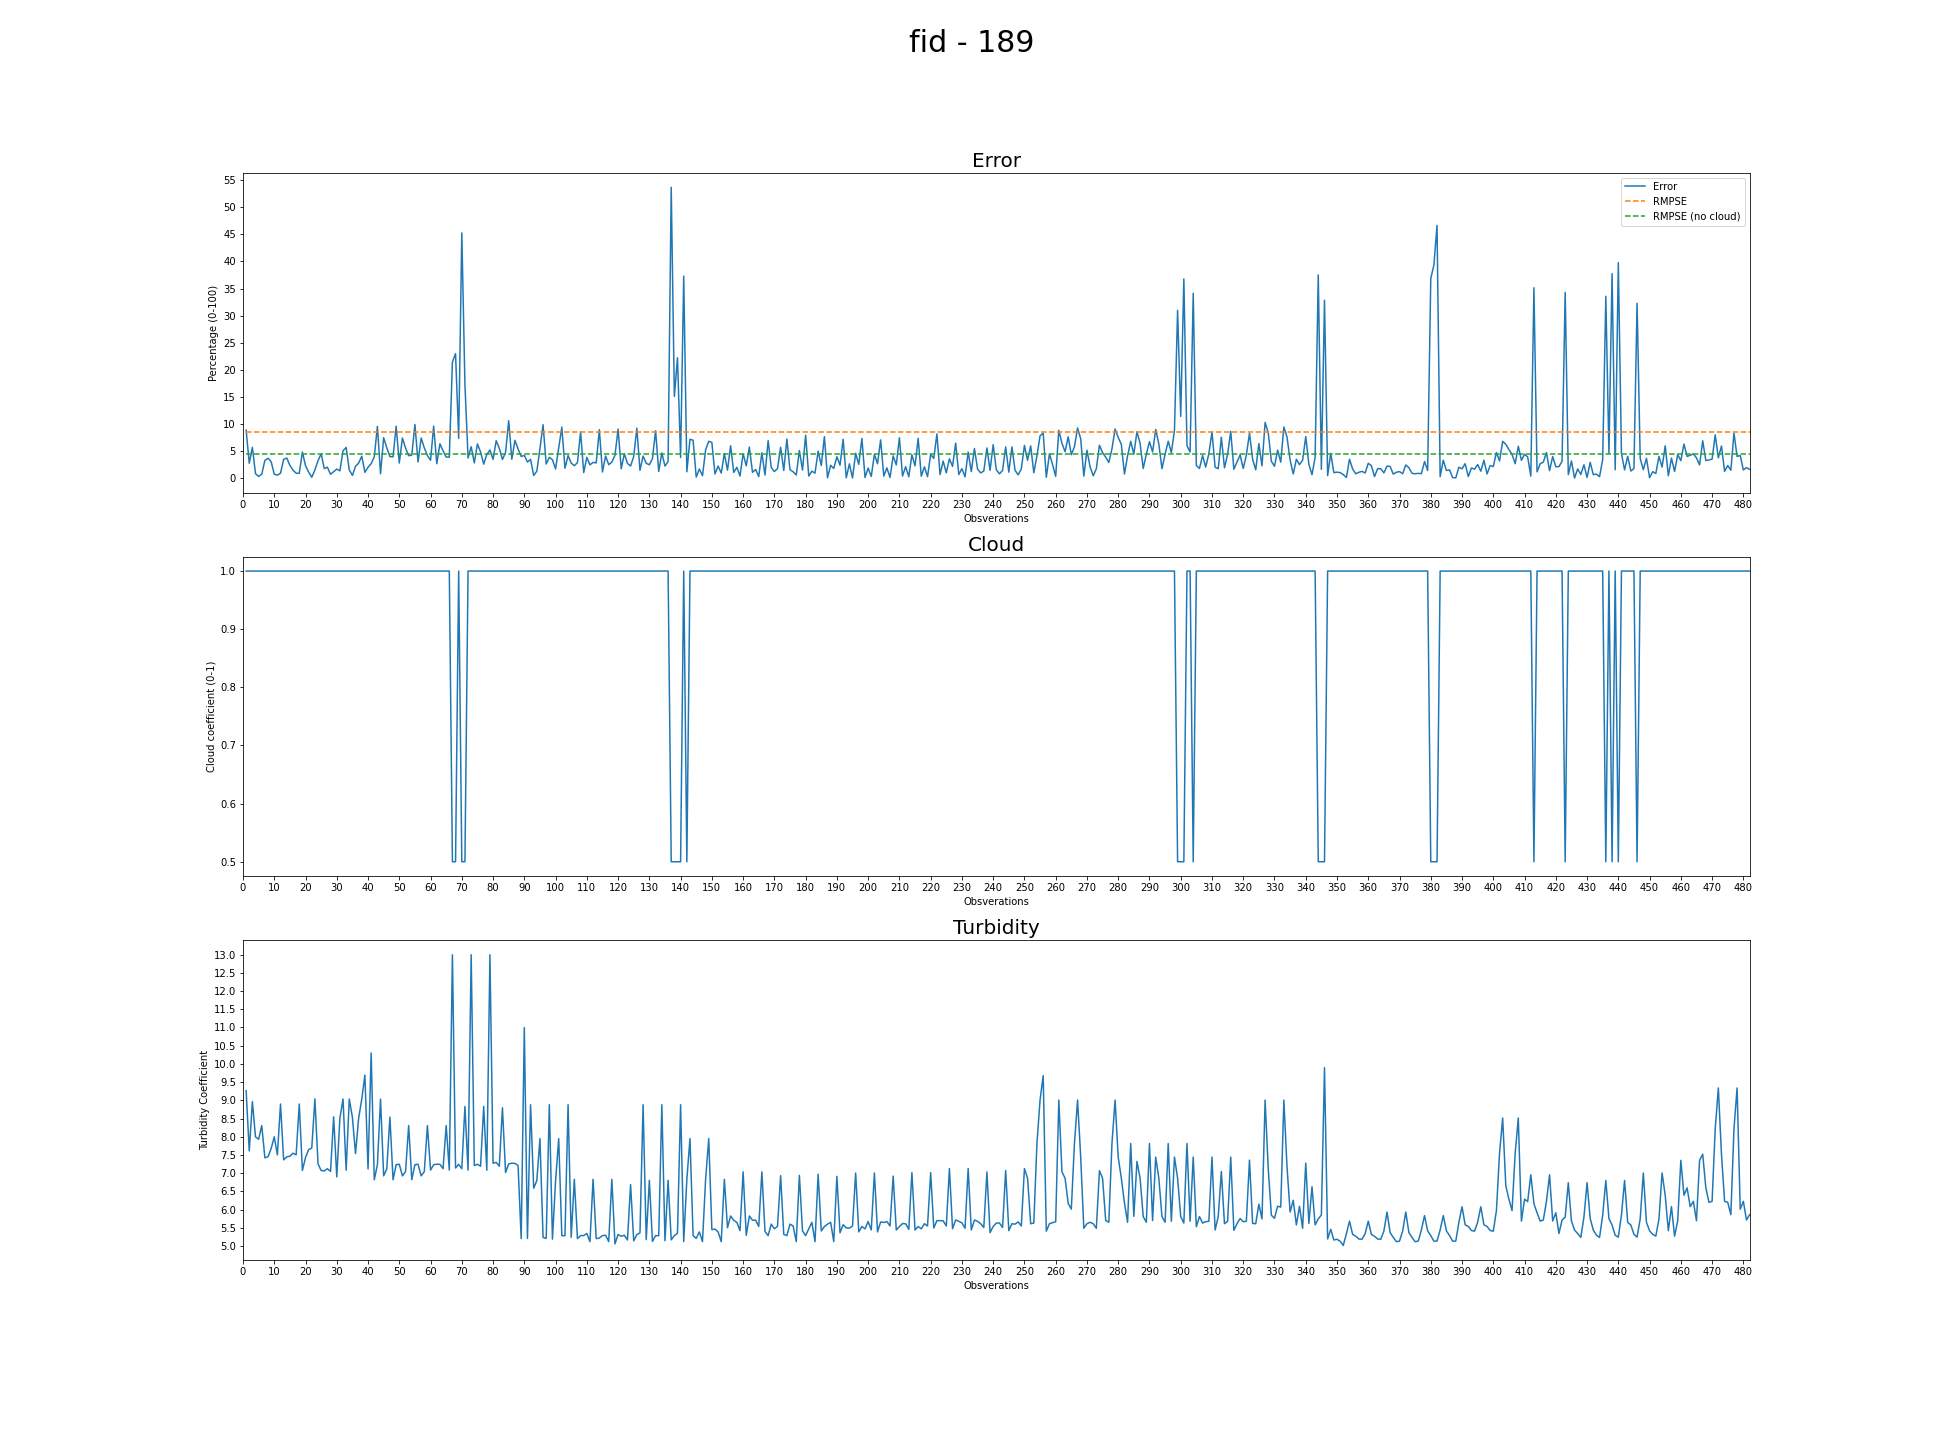 fid - 189
Error
55
50
45
40
35
30
25
20
15
10
5
0
Percentage (0-100)
Error
RMPSE
RMPSE (no cloud)
0 10 20 30 40 50 60 70 80 90 100 110 120 130 140 150 160 170 180 190 200 210 220 230 240 250 260 270 280 290 300 310 320 330 340 350 360 370 380 390 400 410 420 430 440 450 460 470 480
Obsverations
Cloud
1.0
0.9
0.8
0.7
0.6
0.5
Cloud coefficient (0-1)
0 10 20 30 40 50 60 70 80 90 100 110 120 130 140 150 160 170 180 190 200 210 220 230 240 250 260 270 280 290 300 310 320 330 340 350 360 370 380 390 400 410 420 430 440 450 460 470 480
Obsverations
Turbidity
13.0
12.5
12.0
11.5
11.0
10.5
10.0
9.5
9.0
8.5
8.0
7.5
7.0
6.5
6.0
5.5
5.0
Turbidity Coefficient
0 10 20 30 40 50 60 70 80 90 100 110 120 130 140 150 160 170 180 190 200 210 220 230 240 250 260 270 280 290 300 310 320 330 340 350 360 370 380 390 400 410 420 430 440 450 460 470 480
Obsverations